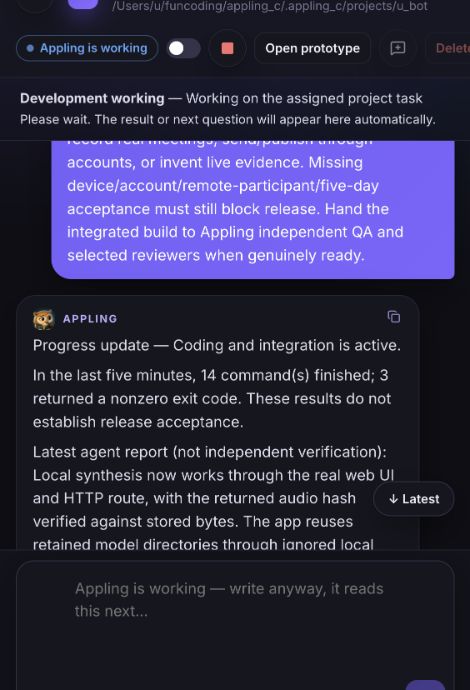 /Users/u/funcoding/appling_c/.appling_c/projects/u_bot
Appling is working
Open prototype
Delete
Development working — Working on the assigned project task
Please wait. The result or next question will appear here automatically.
record real meetings, send/publish through
accounts, or invent live evidence. Missing
device/account/remote-participant/five-day
acceptance must still block release. Hand the
integrated build to Appling independent QA and
selected reviewers when genuinely ready.
APPLING
Progress update — Coding and integration is active.
In the last five minutes, 14 command(s) finished; 3
returned a nonzero exit code. These results do not
establish release acceptance.
Latest agent report (not independent verification):
Local synthesis now works through the real web UI
and HTTP route, with the returned audio hash
↓ Latest
verified against stored bytes. The app reuses
retained model directories through ignored local
Appling is working — write anyway, it reads
this next...